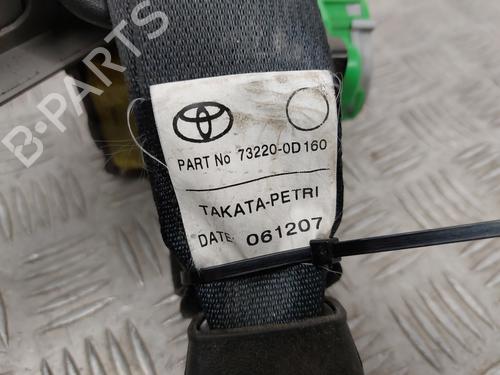 PART No 73220-0D160
TAKATA-PETRI
DATE: 061207
B-PARTS